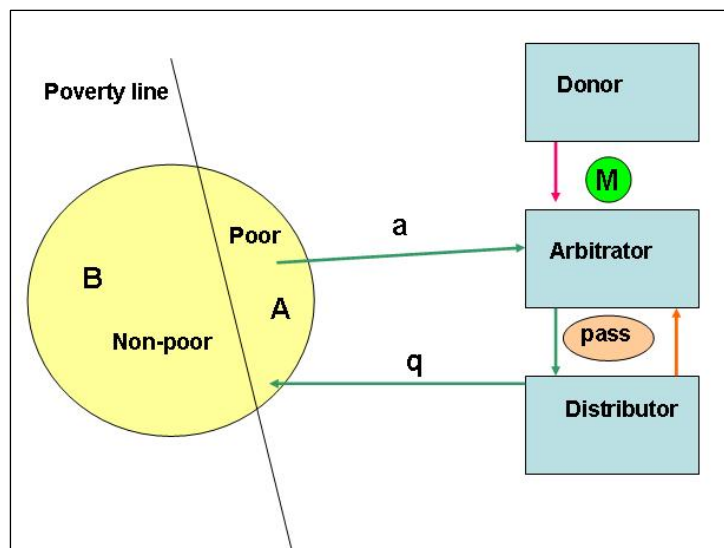 Poverty line
Donor
M
Poor
a
Arbitrator
B
A
Non-poor
pass
q
Distributor